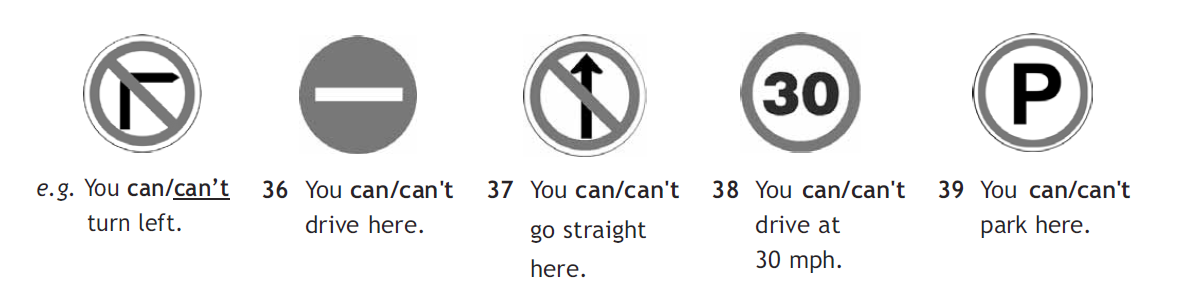 30
P
e.g. You can/can’t
turn left.
36 You can/can't
drive here.
37 You can/can't
go straight
here.
38 You can/can't
drive at
30 mph.
39 You can/can't
park here.